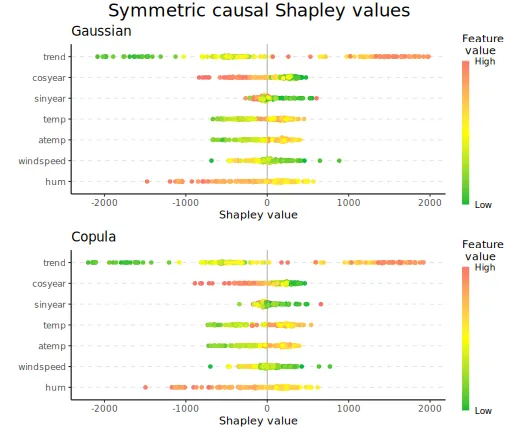 Symmetric causal Shapley values
Gaussian
Feature
value
High
Low
trend
cosyear
sinyear
temp
atemp
windspeed
hum
-2000 -1000 0 1000 2000
Shapley value
Copula
Feature
value
High
Low
trend
cosyear
sinyear
temp
atemp
windspeed
hum
-2000 -1000 0 1000 2000
Shapley value